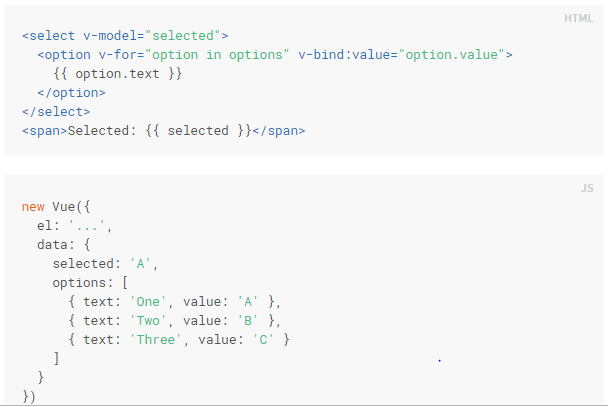 HTML
<select v-model="selected">
  <option v-for="option in options" v-bind:value="option.value">
    {{ option.text }}
  </option>
</select>
<span>Selected: {{ selected }}</span>
JS
new Vue({
  el: '...',
  data: {
    selected: 'A',
    options: [
      { text: 'One', value: 'A' },
      { text: 'Two', value: 'B' },
      { text: 'Three', value: 'C' }
    ]
  }
})